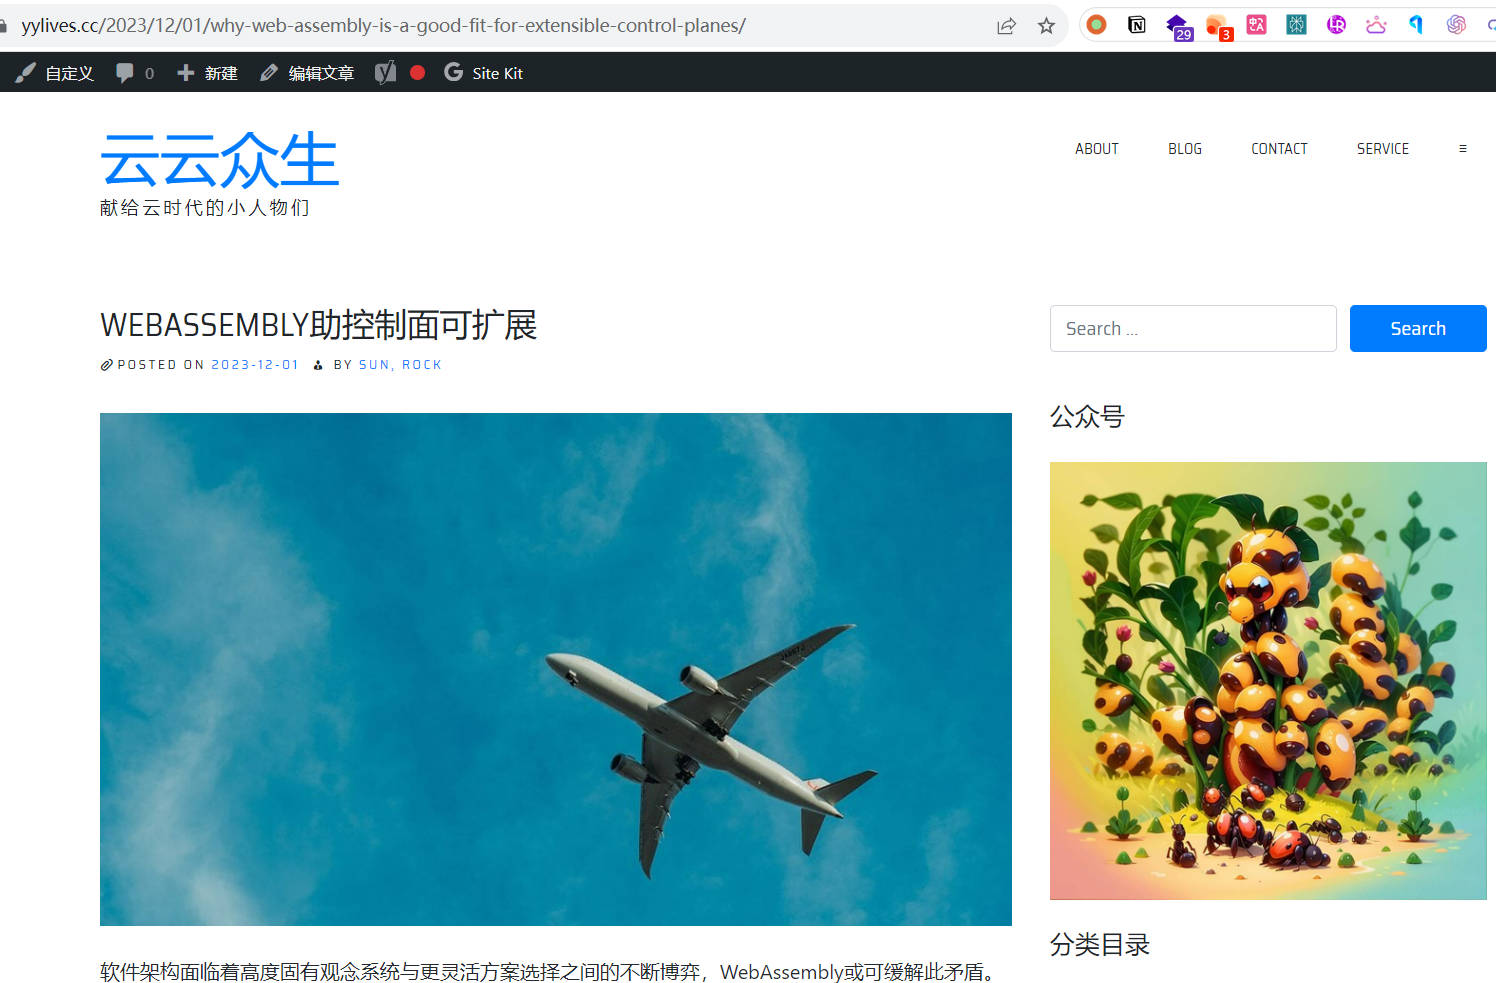 yylives.cc/2023/12/01/why-web-assembly-is-a-good-fit-for-extensible-control-planes/
29
3
自定义
0
新建
编辑文章
Site Kit
云云众生
献给云时代的小人物们
ABOUT
BLOG
CONTACT
SERVICE
WEBASSEMBLY助控制面可扩展
POSTED ON 2023-12-01 BY SUN, ROCK
Search ...
Search
公众号
分类目录
软件架构面临着高度固有观念系统与更灵活方案选择之间的不断博弈，WebAssembly或可缓解此矛盾。